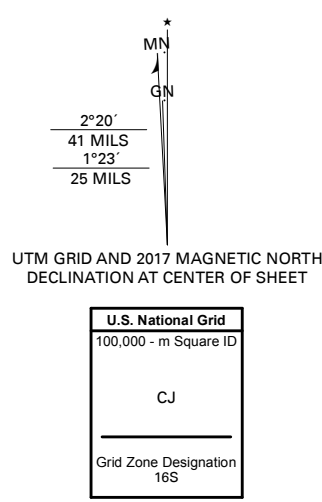 ★
MN
GN
2°20´
41 MILS
1°23´
25 MILS
UTM GRID AND 2017 MAGNETIC NORTH
DECLINATION AT CENTER OF SHEET
U.S. National Grid
100,000 - m Square ID
CJ
Grid Zone Designation
16S